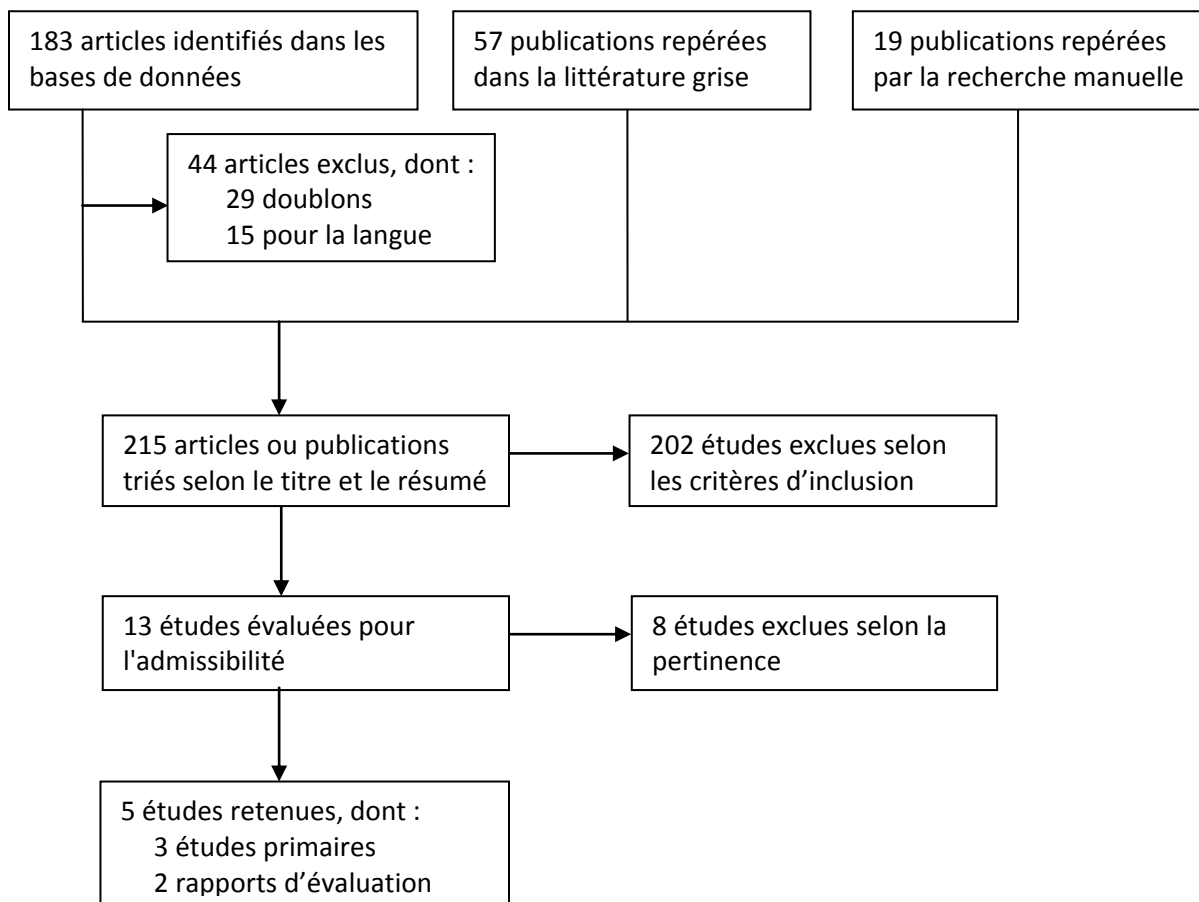 183 articles identifiés dans les
bases de données
57 publications repérées
dans la littérature grise
19 publications repérées
par la recherche manuelle
44 articles exclus, dont :
29 doublons
15 pour la langue
215 articles ou publications
triés selon le titre et le résumé
202 études exclues selon
les critères d’inclusion
13 études évaluées pour
l'admissibilité
8 études exclues selon la
pertinence
5 études retenues, dont :
3 études primaires
2 rapports d’évaluation